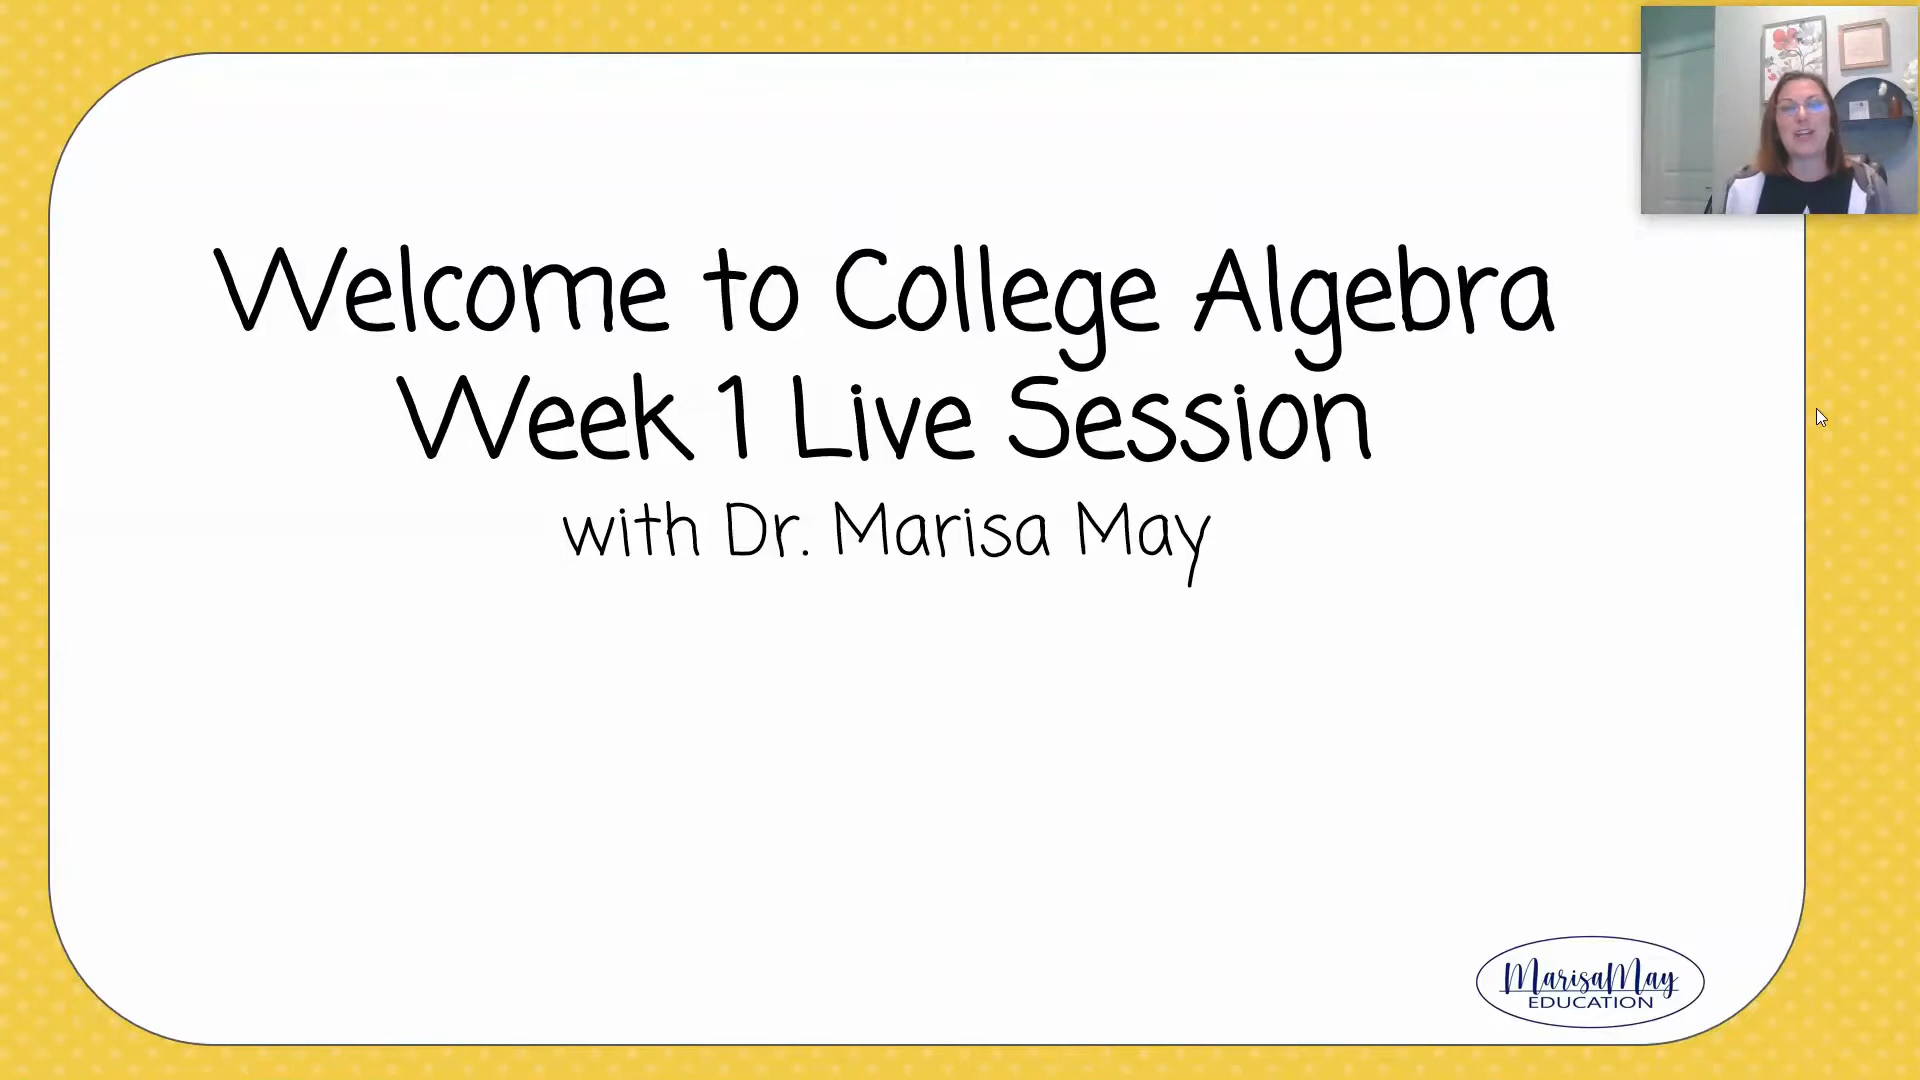 Welcome to College Algebra
Week 1 Live Session
with Dr. Marisa May
MarisaMay
EDUCATION